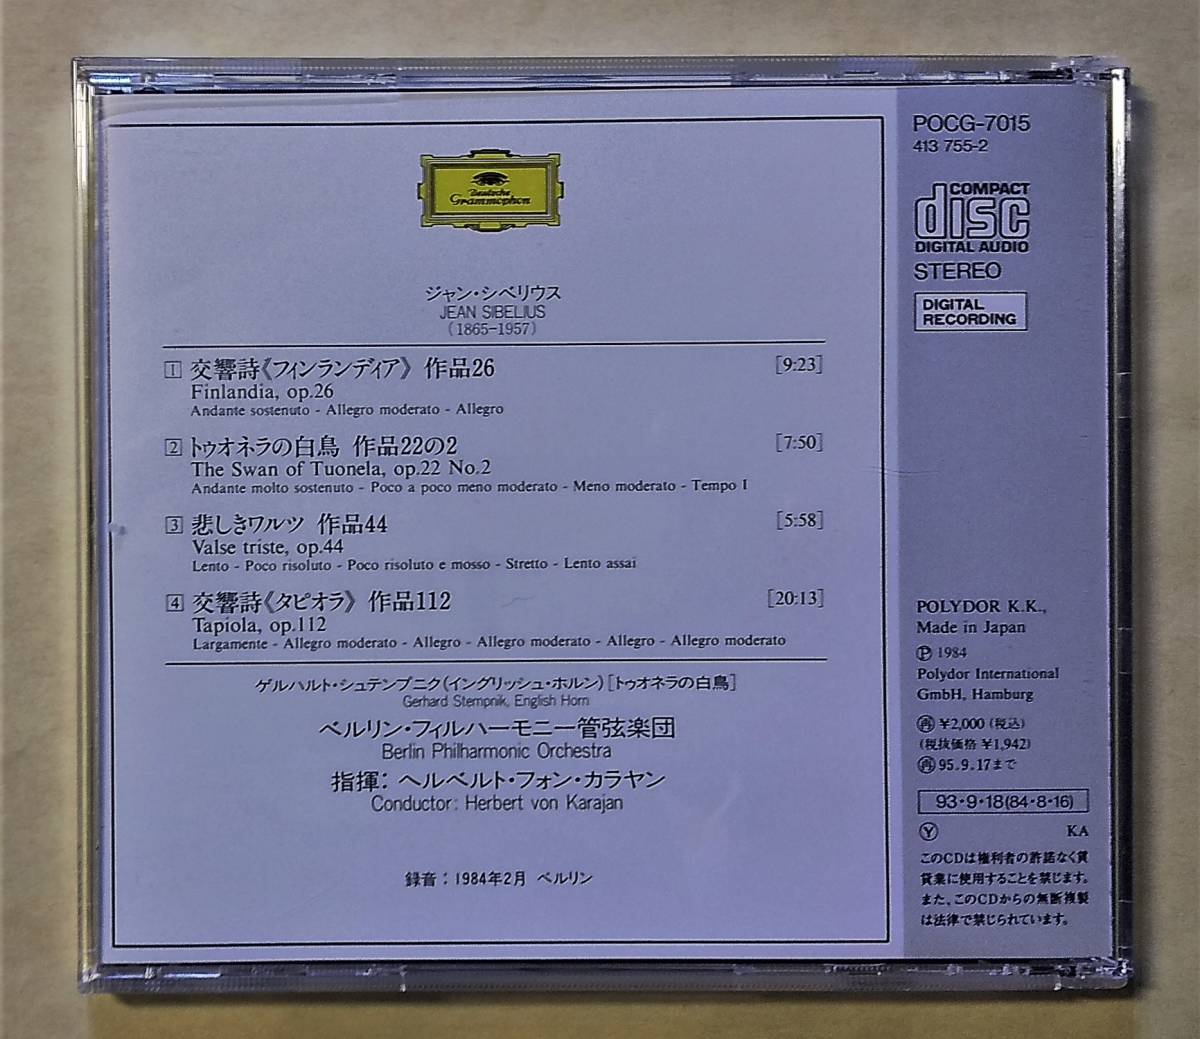 Deutsche
Grammophon
ジャン・シベリウス
JEAN SIBELIUS
(1865-1957)
1 交響詩《フィンランディア》 作品26 [9:23]
Finlandia, op.26
Andante sostenuto - Allegro moderato - Allegro
2 トゥオネラの白鳥 作品22の2 [7:50]
The Swan of Tuonela, op.22 No.2
Andante molto sostenuto - Poco a poco meno moderato - Meno moderato - Tempo I
3 悲しきワルツ 作品44 [5:58]
Valse triste, op.44
Lento - Poco risoluto - Poco risoluto e mosso - Stretto - Lento assai
4 交響詩《タピオラ》 作品112 [20:13]
Tapiola, op.112
Largamente - Allegro moderato - Allegro - Allegro moderato - Allegro - Allegro moderato
ゲルハルト・シュテンプニク(イングリッシュ・ホルン)[トゥオネラの白鳥]
Gerhard Stempnik, English Horn
ベルリン・フィルハーモニー管弦楽団
Berlin Philharmonic Orchestra
指揮: ヘルベルト・フォン・カラヤン
Conductor: Herbert von Karajan
録音:1984年2月 ベルリン
POCG-7015
413 755-2
COMPACT
disc
DIGITAL AUDIO
STEREO
DIGITAL
RECORDING
POLYDOR K.K.,
Made in Japan
Ⓟ 1984
Polydor International
GmbH, Hamburg
㊢ ¥2,000 (税込)
(税抜価格 ¥1,942)
㊢ 95.9.17まで
93・9・18(84・8・16)
Ⓨ KA
このCDは権利者の許諾なく賃
貸業に使用することを禁じます。
また、このCDからの無断複製
は法律で禁じられています。